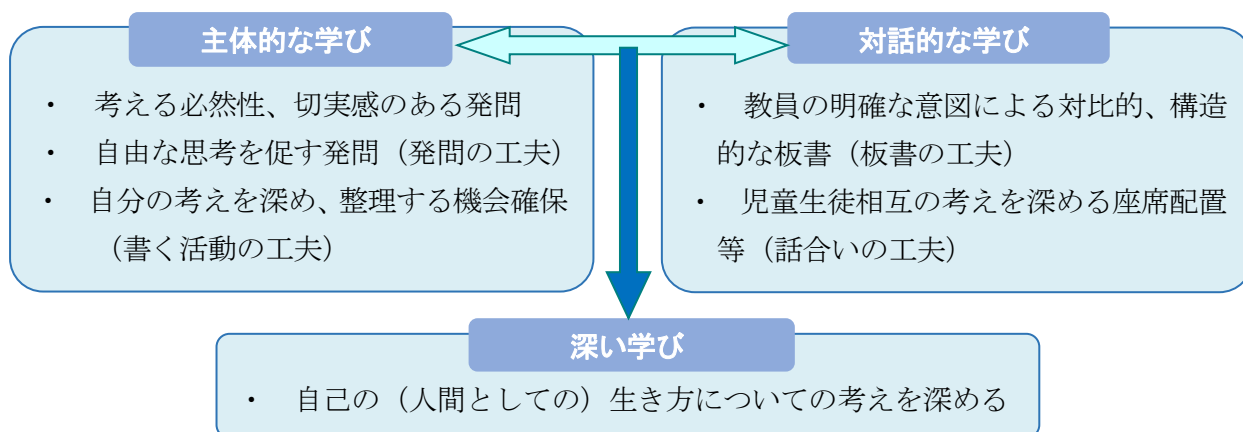 主体的な学び
・ 考える必然性、切実感のある発問
・ 自由な思考を促す発問（発問の工夫）
・ 自分の考えを深め、整理する機会確保
（書く活動の工夫）
対話的な学び
・ 教員の明確な意図による対比的、構造
的な板書（板書の工夫）
・ 児童生徒相互の考えを深める座席配置
等（話合いの工夫）
深い学び
・ 自己の（人間としての）生き方についての考えを深める